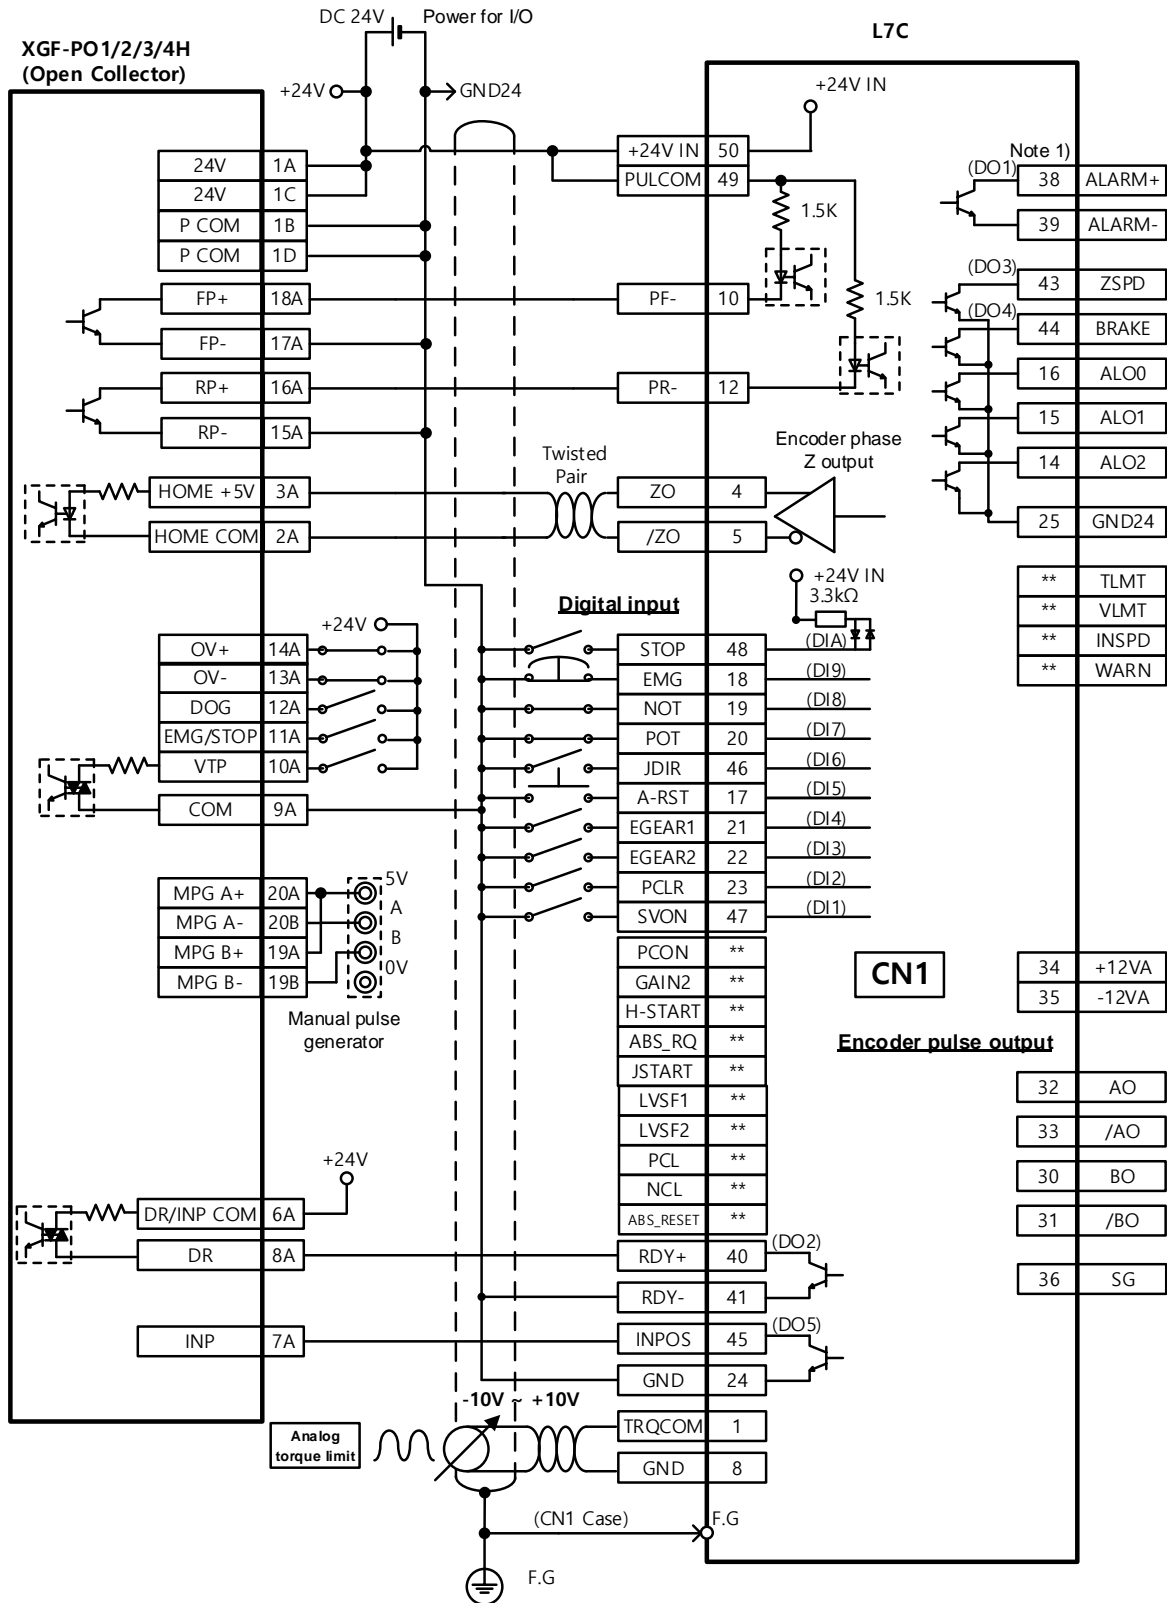 DC 24V
Power for I/O
XGF-PO1/2/3/4H
(Open Collector)
L7C
+24V
GND24
+24V IN
24V 1A
24V 1C
P COM 1B
P COM 1D
FP+ 18A
FP- 17A
RP+ 16A
RP- 15A
HOME +5V 3A
HOME COM 2A
Twisted
Pair
+24V IN 50
PULCOM 49
1.5K
1.5K
PF- 10
PR- 12
Encoder phase
Z output
ZO 4
/ZO 5
Note 1)
(DO1) 38 ALARM+
39 ALARM-
(DO3) 43 ZSPD
(DO4) 44 BRAKE
16 ALO0
15 ALO1
14 ALO2
25 GND24
** TLMT
** VLMT
** INSPD
** WARN
+24V
OV+ 14A
OV- 13A
DOG 12A
EMG/STOP 11A
VTP 10A
COM 9A
Digital input
+24V IN
3.3kΩ
STOP 48 (DIA)
EMG 18 (DI9)
NOT 19 (DI8)
POT 20 (DI7)
JDIR 46 (DI6)
A-RST 17 (DI5)
EGEAR1 21 (DI4)
EGEAR2 22 (DI3)
PCLR 23 (DI2)
SVON 47 (DI1)
PCON **
GAIN2 **
H-START **
ABS_RQ **
JSTART **
LVSF1 **
LVSF2 **
PCL **
NCL **
ABS_RESET **
MPG A+ 20A
MPG A- 20B
MPG B+ 19A
MPG B- 19B
5V
A
B
0V
Manual pulse
generator
CN1
34 +12VA
35 -12VA
Encoder pulse output
32 AO
33 /AO
30 BO
31 /BO
36 SG
+24V
DR/INP COM 6A
DR 8A
INP 7A
RDY+ 40 (DO2)
RDY- 41
INPOS 45 (DO5)
GND 24
-10V ~ +10V
Analog
torque limit
TRQCOM 1
GND 8
(CN1 Case)
F.G
F.G